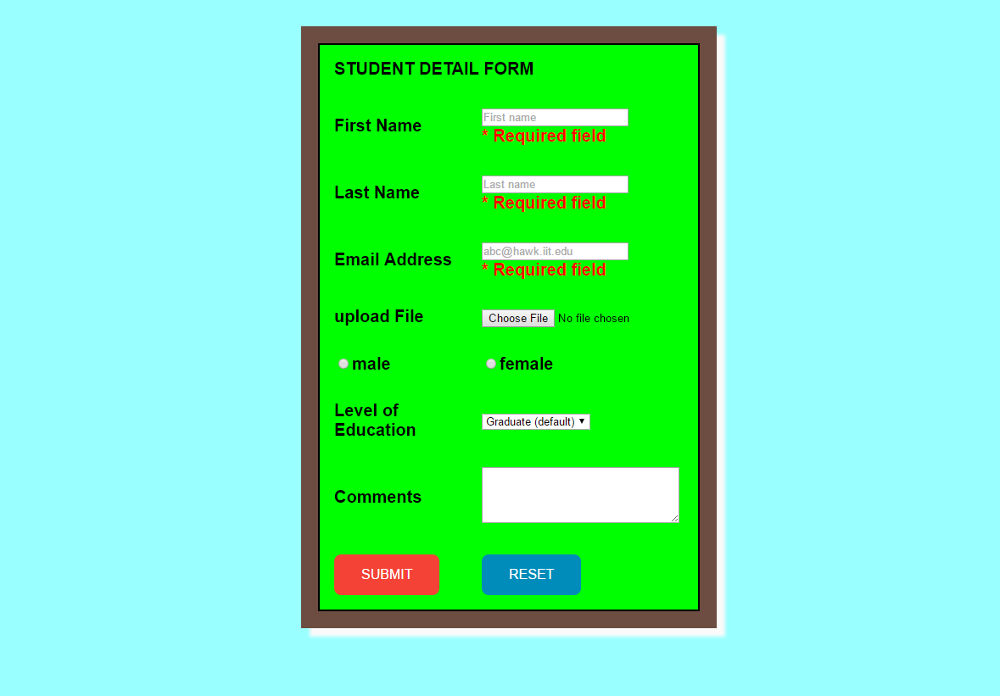 STUDENT DETAIL FORM
First Name
First name
* Required field
Last Name
Last name
* Required field
Email Address
abc@hawk.iit.edu
* Required field
upload File
Choose File No file chosen
male female
Level of
Education
Graduate (default)
Comments
SUBMIT RESET